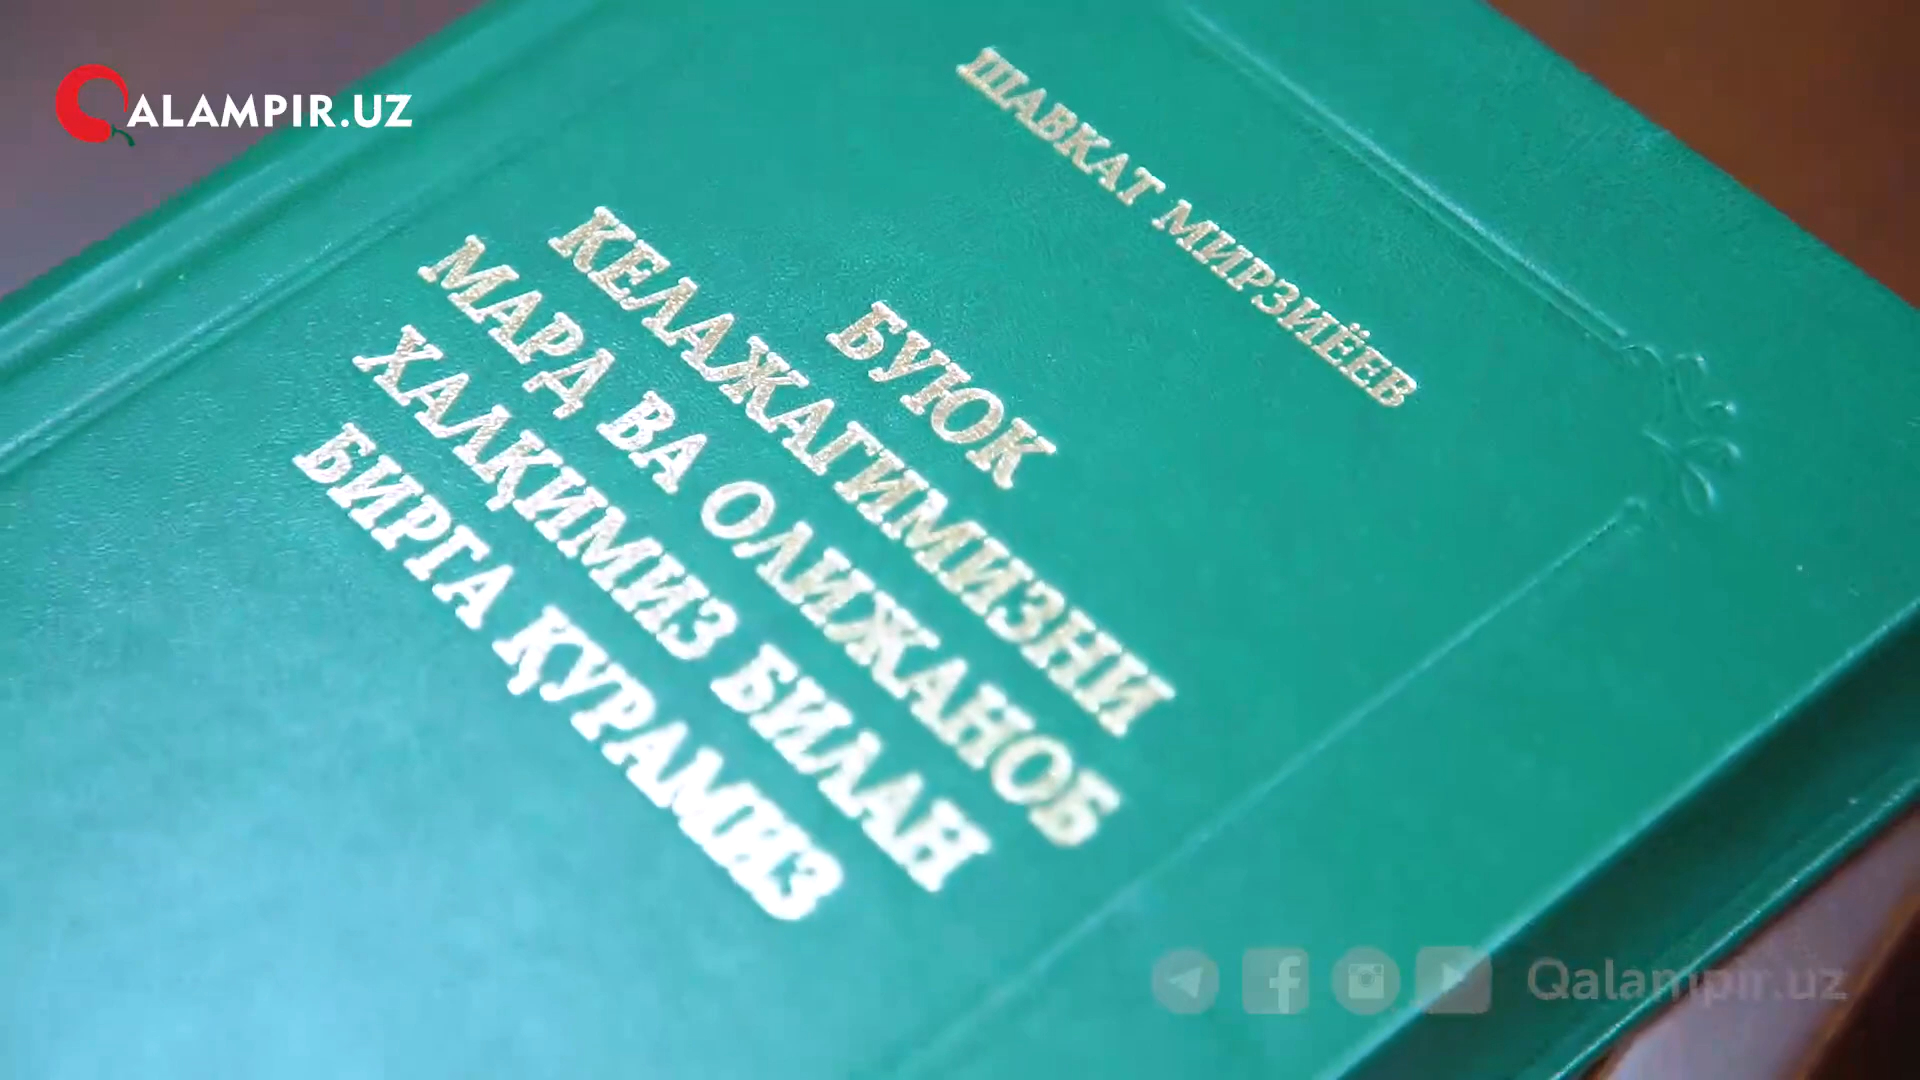 QALAMPIR.UZ
ШАВКАТ МИРЗИЁЕВ
БУЮК
КЕЛАЖАГИМИЗНИ
МАРД ВА ОЛИЖАНОБ
ХАЛҚИМИЗ БИЛАН
БИРГА ҚУРАМИЗ
Qalampir.uz